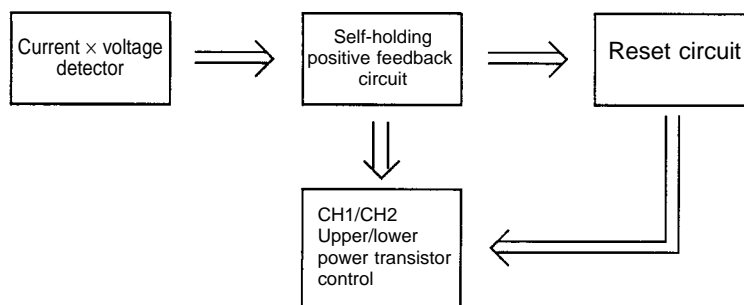 Current × voltage
detector
Self-holding
positive feedback
circuit
Reset circuit
CH1/CH2
Upper/lower
power transistor
control